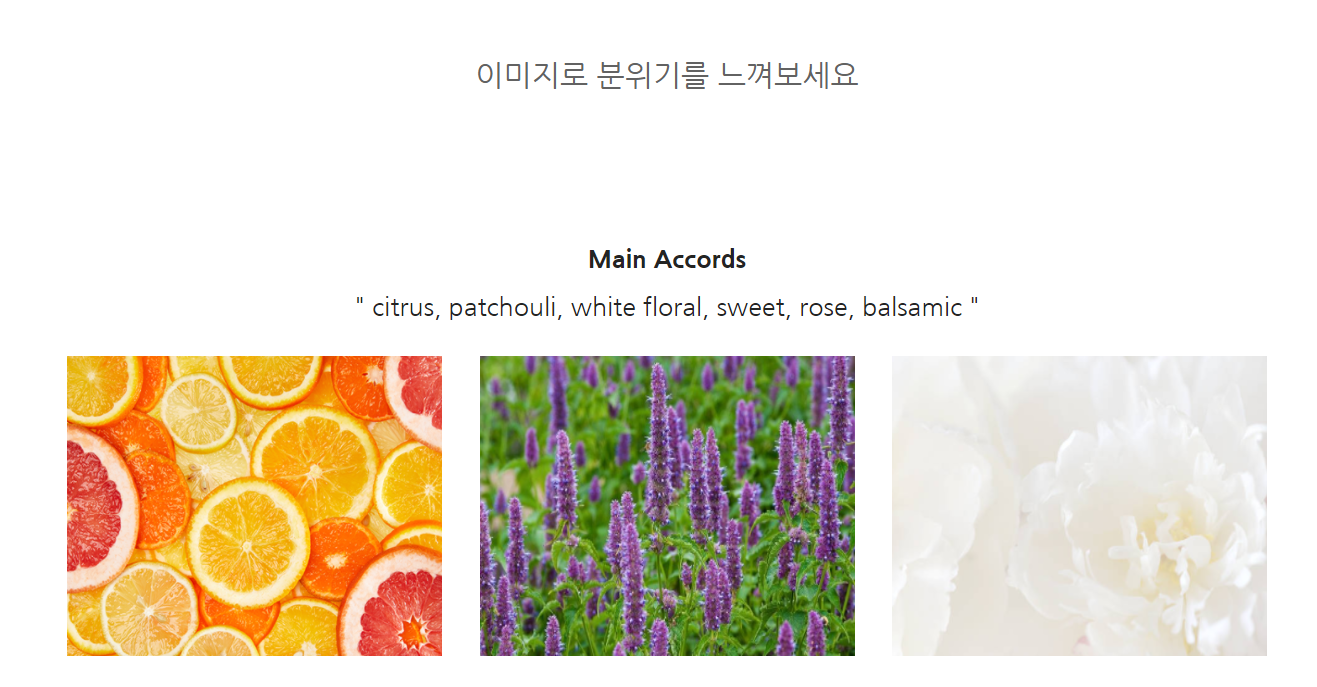 이미지로 분위기를 느껴보세요
Main Accords
" citrus, patchouli, white floral, sweet, rose, balsamic "